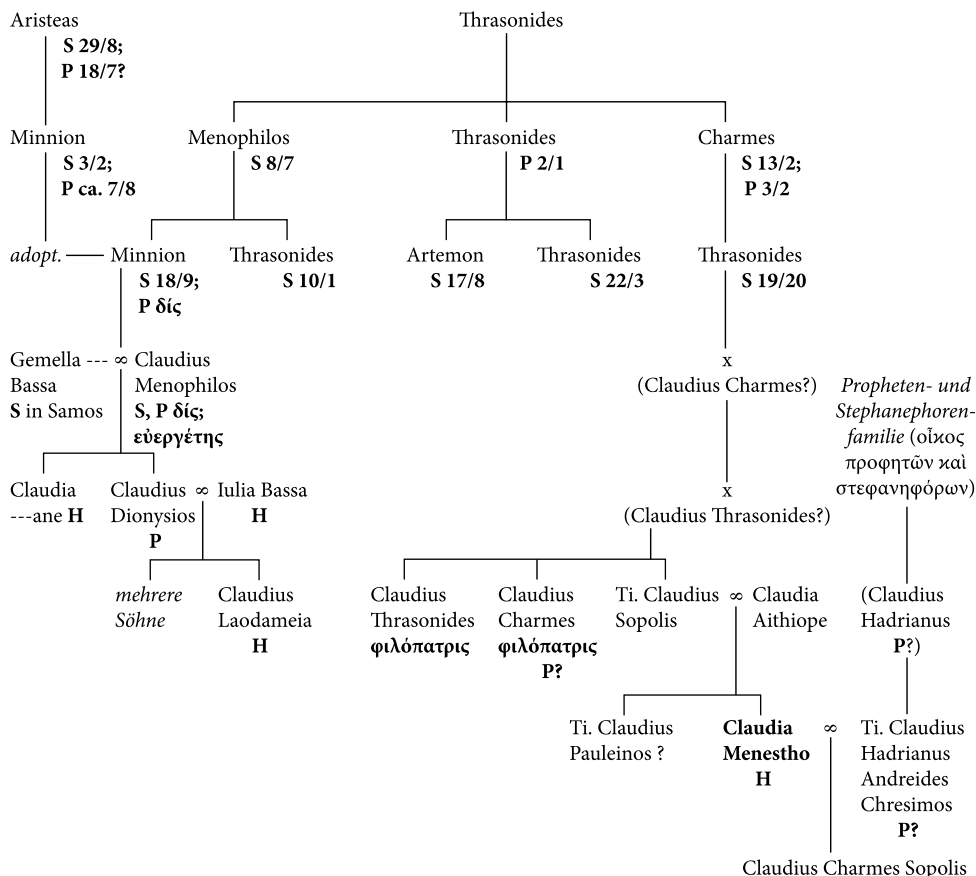 Aristeas
S 29/8;
P 18/7?
Thrasonides
Minnion
S 3/2;
P ca. 7/8
Menophilos
S 8/7
Thrasonides
P 2/1
Charmes
S 13/2;
P 3/2
adopt.
Minnion
S 18/9;
P δίς
Thrasonides
S 10/1
Artemon
S 17/8
Thrasonides
S 22/3
Thrasonides
S 19/20
Gemella --- ∞ Claudius
Bassa
S in Samos
Menophilos
S, P δίς;
εὐεργέτης
x
(Claudius Charmes?)
Propheten- und
Stephanephoren-
familie (οἶκος
προφητῶν καὶ
στεφανηφόρων)
Claudia
---ane H
Claudius ∞ Iulia Bassa
Dionysios
P
H
x
(Claudius Thrasonides?)
mehrere
Söhne
Claudius
Laodameia
H
Claudius
Thrasonides
φιλόπατρις
Claudius
Charmes
φιλόπατρις
P?
Ti. Claudius ∞ Claudia
Sopolis
Aithiope
(Claudius
Hadrianus
P?)
Ti. Claudius
Pauleinos ?
Claudia
Menestho
H
∞
Ti. Claudius
Hadrianus
Andreides
Chresimos
P?
Claudius Charmes Sopolis